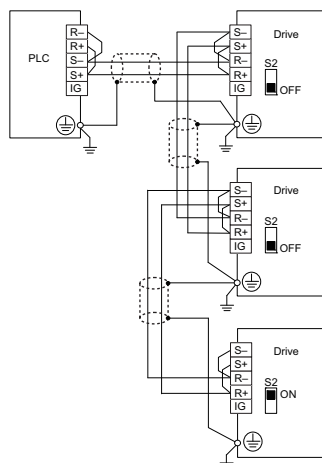 PLC
R–
R+
S–
S+
IG
S–
S+
R–
R+
IG
Drive
S2
OFF
S–
S+
R–
R+
IG
Drive
S2
OFF
S–
S+
R–
R+
IG
Drive
S2
ON